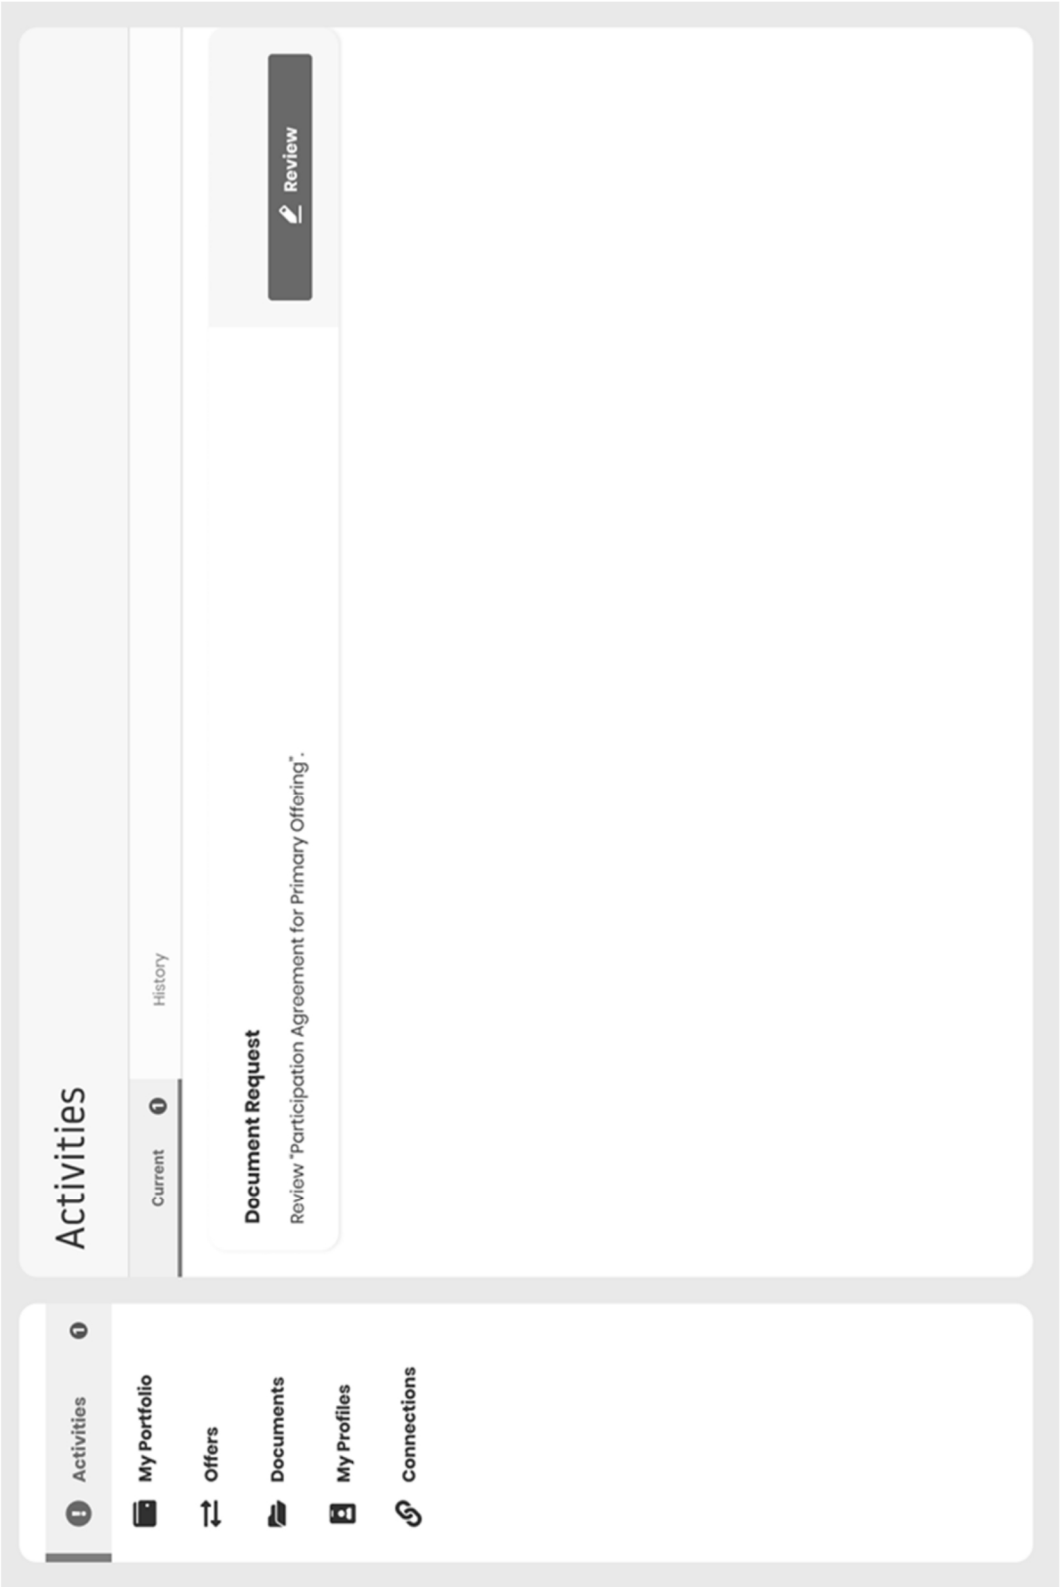 Activities 1
My Portfolio
Offers
Documents
My Profiles
Connections
Activities
Current 1 History
Document Request
Review "Participation Agreement for Primary Offering".
Review